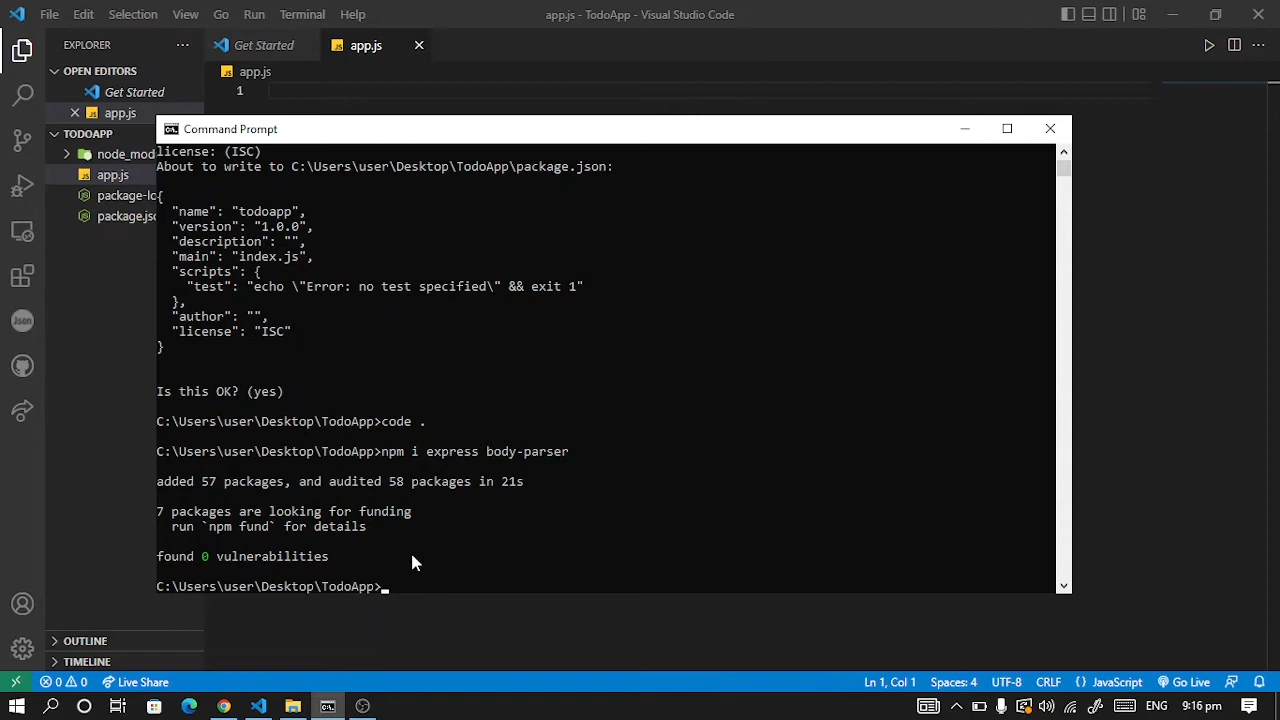 File Edit Selection View Go Run Terminal Help app.js - TodoApp - Visual Studio Code
EXPLORER
Get Started
app.js
OPEN EDITORS
Get Started
app.js
TODOAPP
node_mod
app.js
package-lo
package.jso
app.js
1
Command Prompt
license: (ISC)
About to write to C:\Users\user\Desktop\TodoApp\package.json:
{
"name": "todoapp",
"version": "1.0.0",
"description": "",
"main": "index.js",
"scripts": {
"test": "echo \"Error: no test specified\" && exit 1"
},
"author": "",
"license": "ISC"
}
Is this OK? (yes)
C:\Users\user\Desktop\TodoApp>code .
C:\Users\user\Desktop\TodoApp>npm i express body-parser
added 57 packages, and audited 58 packages in 21s
7 packages are looking for funding
run `npm fund` for details
found 0 vulnerabilities
C:\Users\user\Desktop\TodoApp>
Json
OUTLINE
TIMELINE
0 0 Live Share Ln 1, Col 1 Spaces: 4 UTF-8 CRLF {} JavaScript Go Live
ENG 9:16 pm